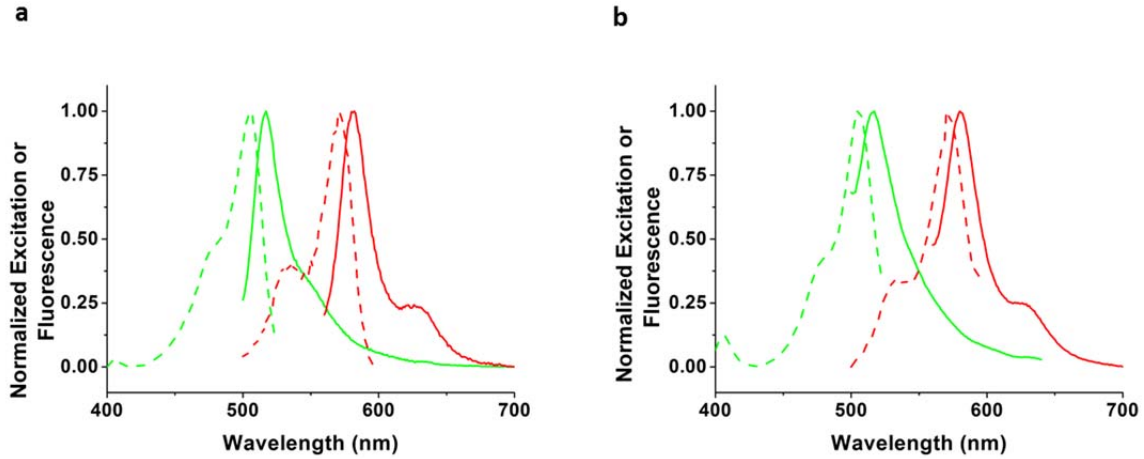 a
Normalized Excitation or
Fluorescence
1.00
0.75
0.50
0.25
0.00
400 500 600 700
Wavelength (nm)
b
Normalized Excitation or
Fluorescence
1.00
0.75
0.50
0.25
0.00
400 500 600 700
Wavelength (nm)